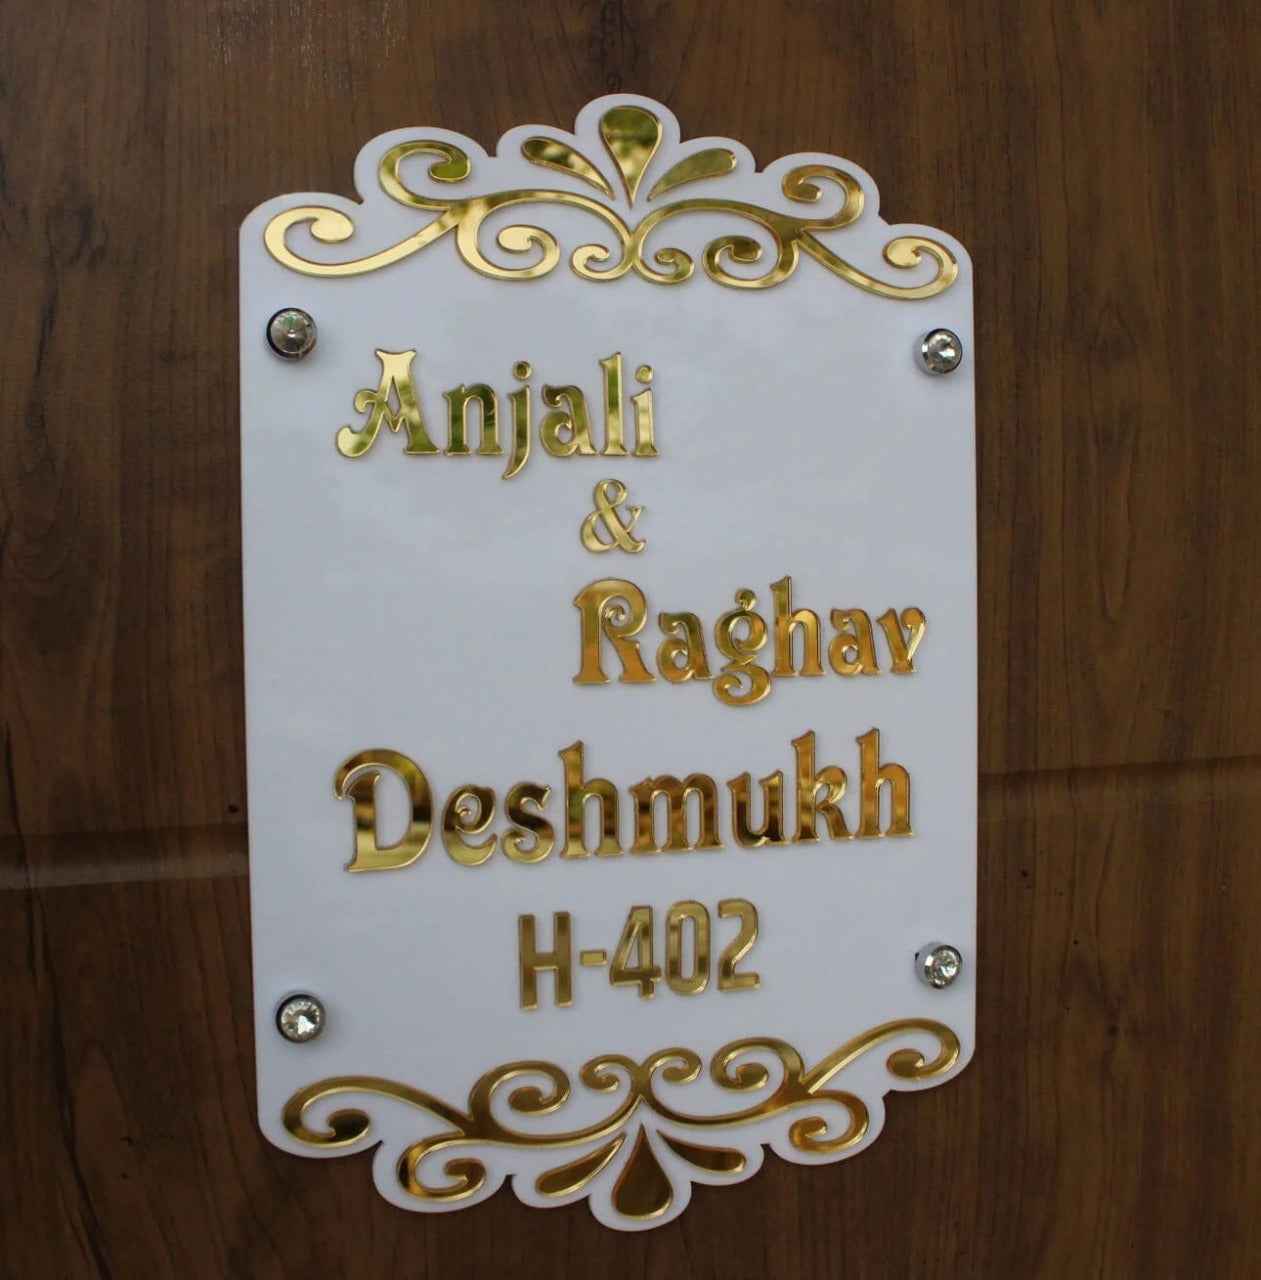 Anjali
&
Raghav
Deshmukh
H-402